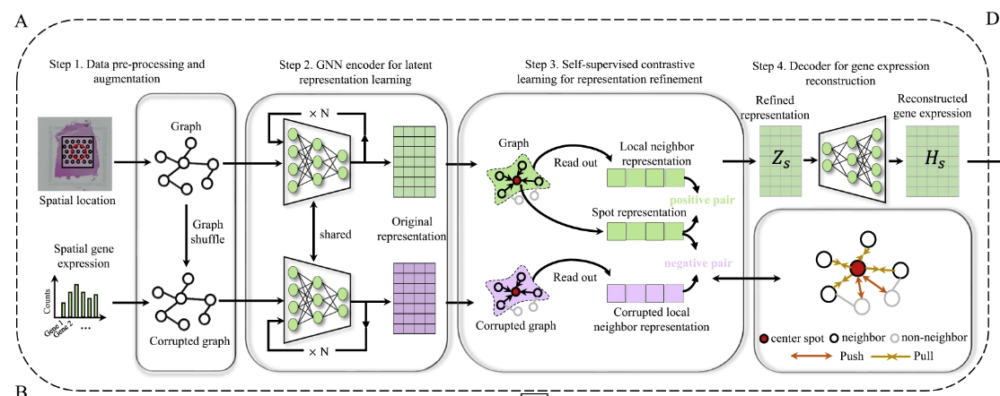 A
D
Step 1. Data pre-processing and
augmentation
Step 2. GNN encoder for latent
representation learning
Step 3. Self-supervised contrastive
learning for representation refinement
Step 4. Decoder for gene expression
reconstruction
Spatial location
Spatial gene
expression
Counts
Gene 1
Gene 2
...
Graph
Graph
shuffle
Corrupted graph
× N
shared
× N
Original
representation
Graph
Read out
Local neighbor
representation
positive pair
Spot representation
negative pair
Read out
Corrupted graph
Corrupted local
neighbor representation
Refined
representation
Zs
Reconstructed
gene expression
Hs
center spot
neighbor
non-neighbor
Push
Pull
B